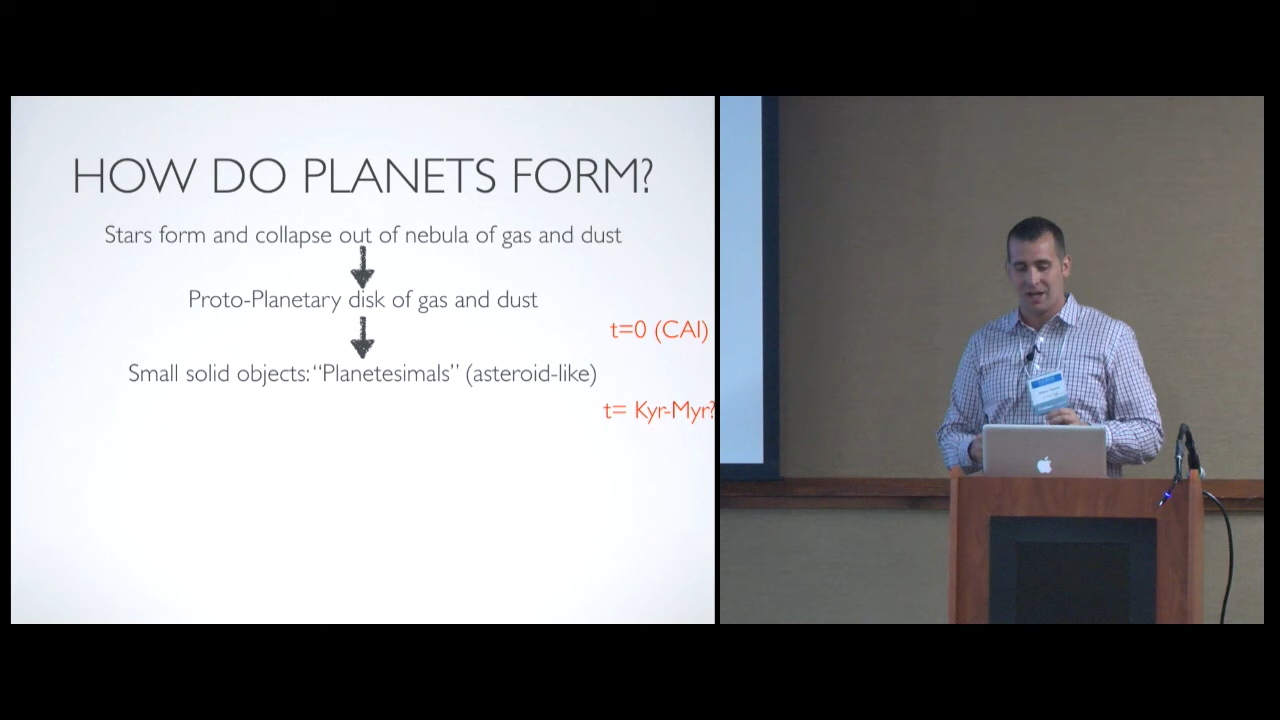 HOW DO PLANETS FORM?
Stars form and collapse out of nebula of gas and dust
Proto-Planetary disk of gas and dust
t=0 (CAI)
Small solid objects: “Planetesimals” (asteroid-like)
t= Kyr-Myr?